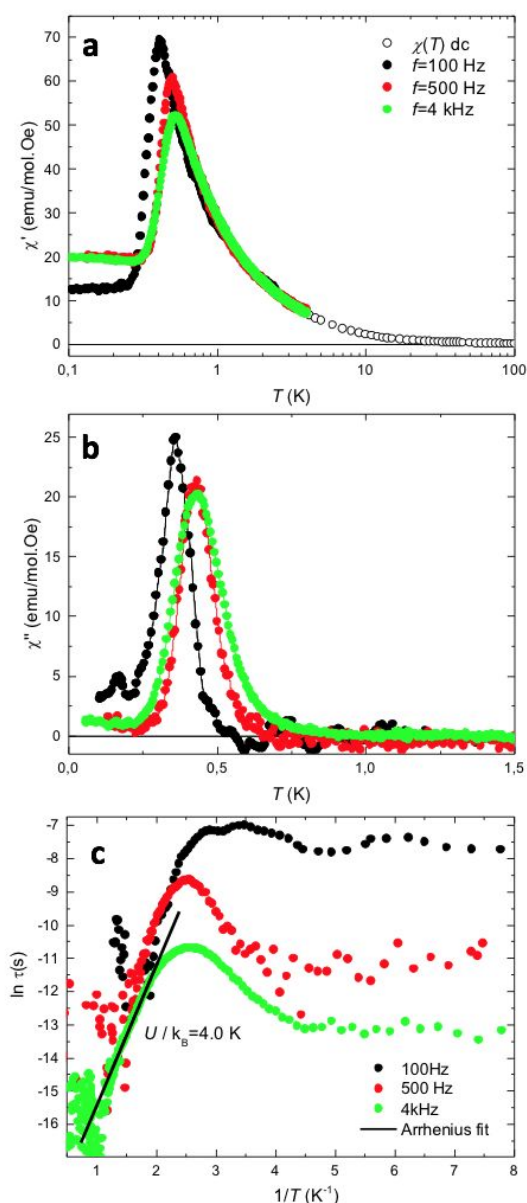 a
χ(T) dc
f=100 Hz
f=500 Hz
f=4 kHz
70
60
50
40
30
20
10
0
χ' (emu/mol.Oe)
0,1 1 10 100
T (K)
b
25
20
15
10
5
0
χ'' (emu/mol.Oe)
0,0 0,5 1,0 1,5
T (K)
c
-7
-8
-9
-10
-11
-12
-13
-14
-15
-16
ln τ(s)
U / kB=4.0 K
100Hz
500 Hz
4kHz
Arrhenius fit
1 2 3 4 5 6 7 8
1/T (K⁻¹)